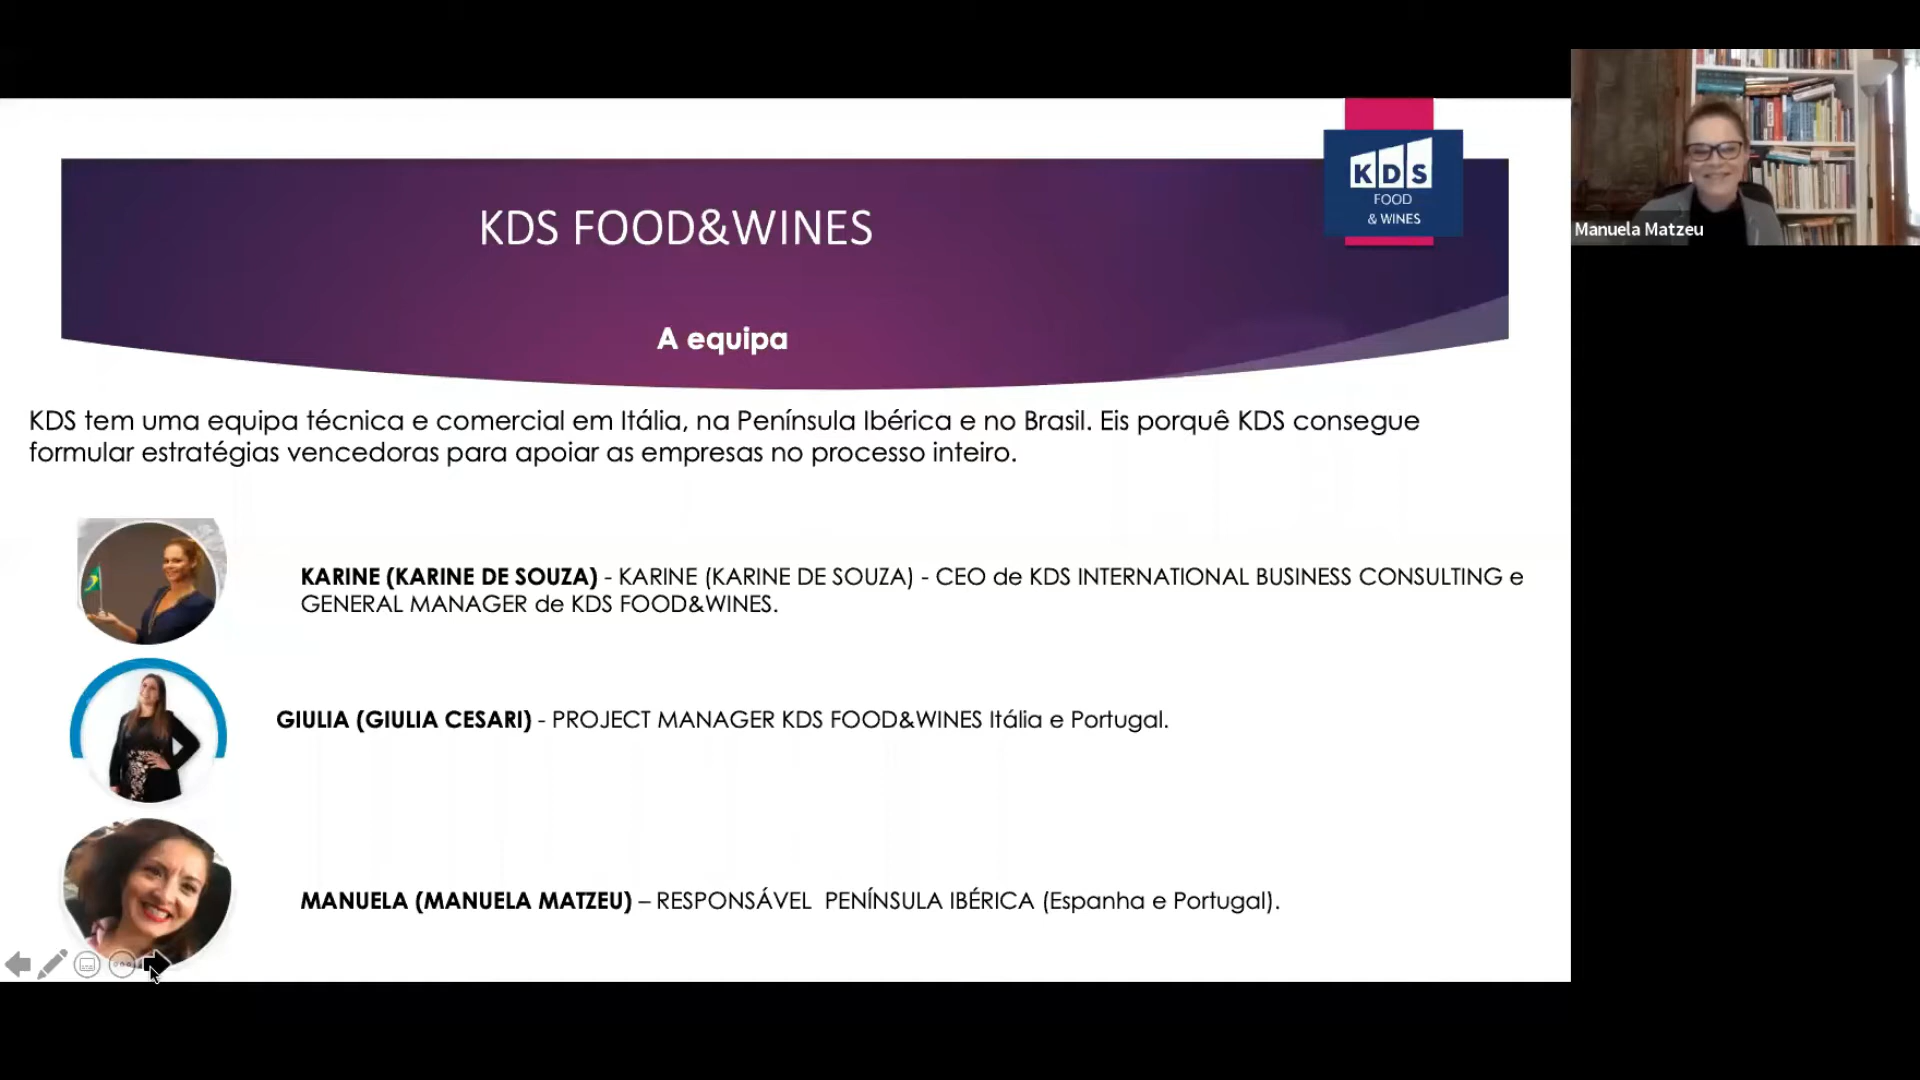 KDS
FOOD
& WINES
KDS FOOD&WINES
A equipa
KDS tem uma equipa técnica e comercial em Itália, na Península Ibérica e no Brasil. Eis porquê KDS consegue
formular estratégias vencedoras para apoiar as empresas no processo inteiro.
KARINE (KARINE DE SOUZA) - KARINE (KARINE DE SOUZA) - CEO de KDS INTERNATIONAL BUSINESS CONSULTING e
GENERAL MANAGER de KDS FOOD&WINES.
GIULIA (GIULIA CESARI) - PROJECT MANAGER KDS FOOD&WINES Itália e Portugal.
MANUELA (MANUELA MATZEU) – RESPONSÁVEL PENÍNSULA IBÉRICA (Espanha e Portugal).
Manuela Matzeu